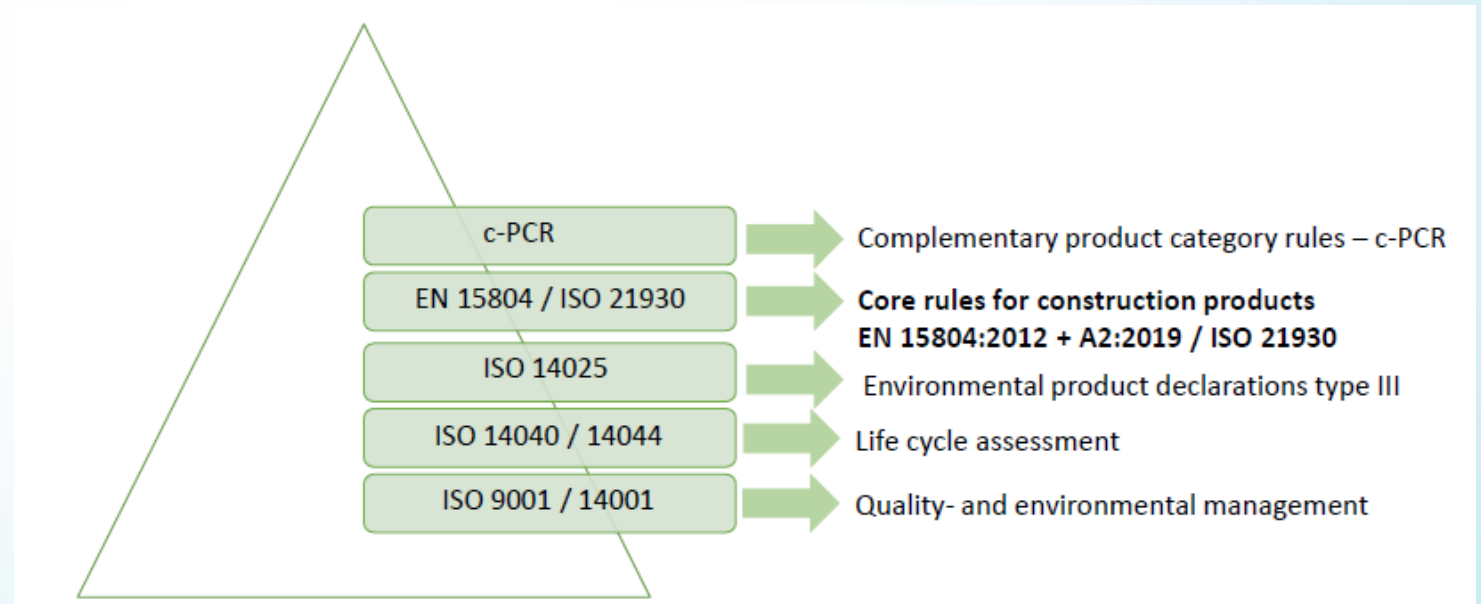 c-PCR
Complementary product category rules – c-PCR
EN 15804 / ISO 21930
Core rules for construction products
EN 15804:2012 + A2:2019 / ISO 21930
ISO 14025
Environmental product declarations type III
ISO 14040 / 14044
Life cycle assessment
ISO 9001 / 14001
Quality- and environmental management